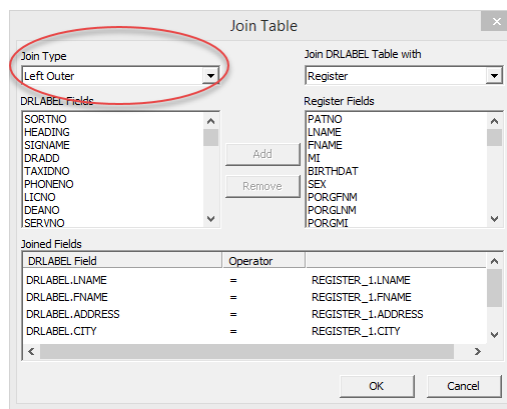 Join Table
Join Type
Join DRLABEL Table with
Left Outer
Register
DRLABEL Fields
Register Fields
SORTNO
HEADING
SIGNAME
DRADD
TAXIDNO
PHONENO
LICNO
DEANO
SERVNO
Add
Remove
PATNO
LNAME
FNAME
MI
BIRTHDAT
SEX
PORGFNM
PORGLNM
PORGMI
Joined Fields
DRLABEL Field Operator
DRLABEL.LNAME = REGISTER_1.LNAME
DRLABEL.FNAME = REGISTER_1.FNAME
DRLABEL.ADDRESS = REGISTER_1.ADDRESS
DRLABEL.CITY = REGISTER_1.CITY
OK Cancel